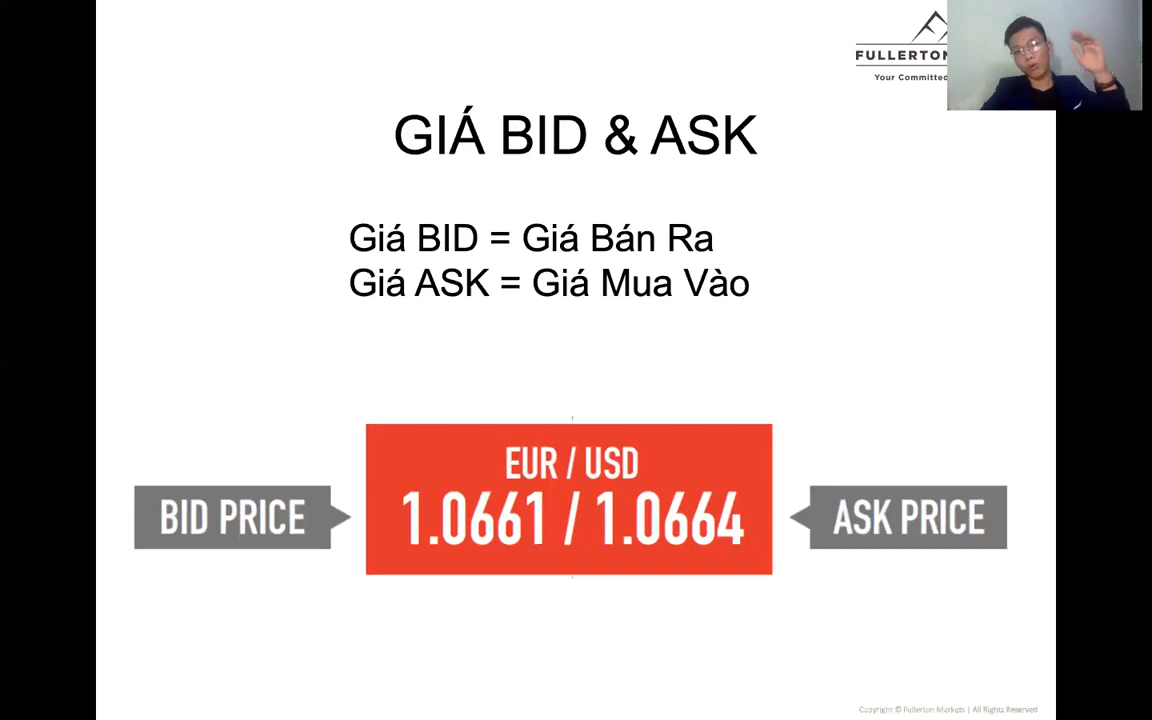 FULLERTON
Your Committed
GIÁ BID & ASK
Giá BID = Giá Bán Ra
Giá ASK = Giá Mua Vào
EUR / USD
BID PRICE
1.0661 / 1.0664
ASK PRICE
Copyright © Fullerton Markets | All Rights Reserved